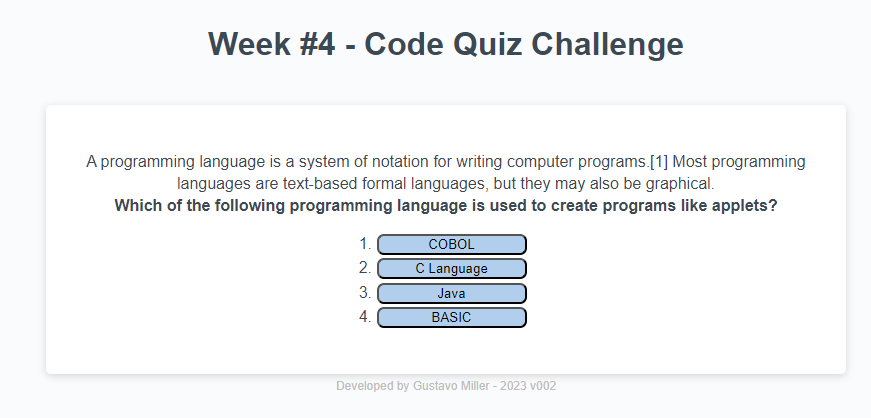 Week #4 - Code Quiz Challenge
A programming language is a system of notation for writing computer programs.[1] Most programming
languages are text-based formal languages, but they may also be graphical.
Which of the following programming language is used to create programs like applets?
1. COBOL
2. C Language
3. Java
4. BASIC
Developed by Gustavo Miller - 2023 v002